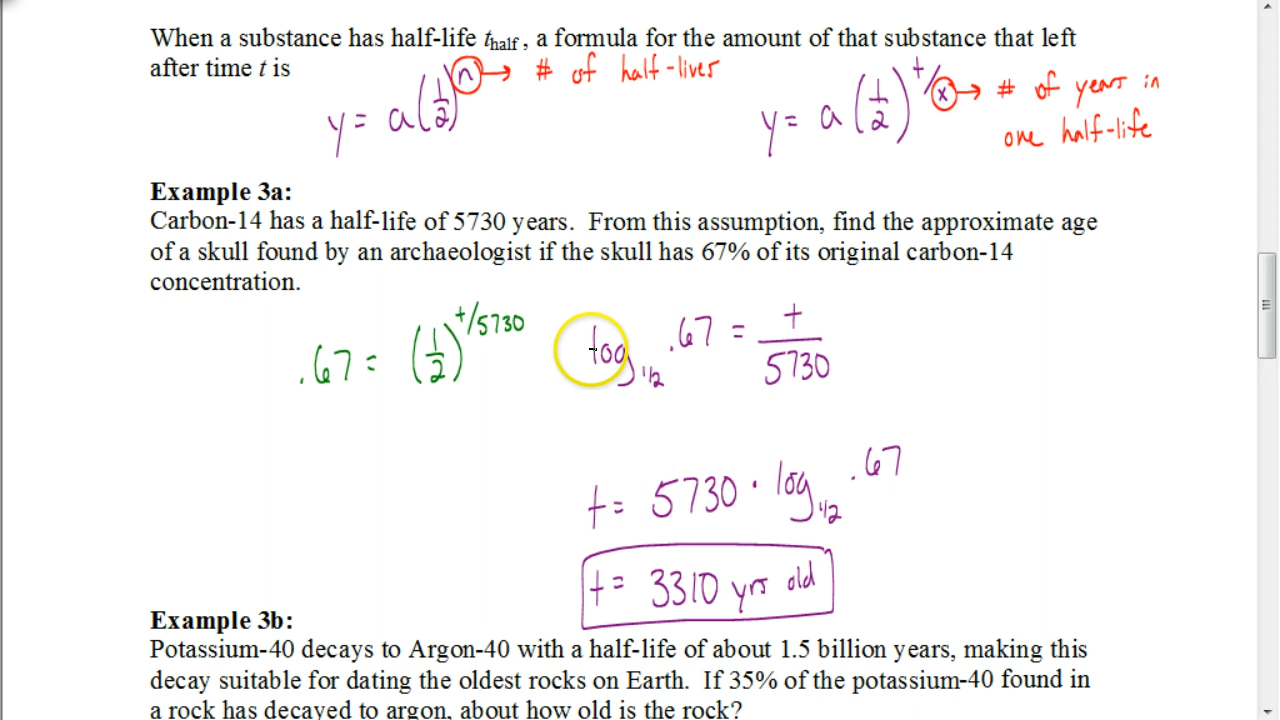 When a substance has half-life t_half, a formula for the amount of that substance that left
after time t is
y = a(1/2)^n → # of half-lives
y = a(1/2)^(t/x) → # of years in
one half-life
Example 3a:
Carbon-14 has a half-life of 5730 years. From this assumption, find the approximate age
of a skull found by an archaeologist if the skull has 67% of its original carbon-14
concentration.
.67 = (1/2)^(t/5730)
log_1/2 .67 = t/5730
t = 5730 · log_1/2 .67
t = 3310 yrs old
Example 3b:
Potassium-40 decays to Argon-40 with a half-life of about 1.5 billion years, making this
decay suitable for dating the oldest rocks on Earth. If 35% of the potassium-40 found in
a rock has decayed to argon, about how old is the rock?